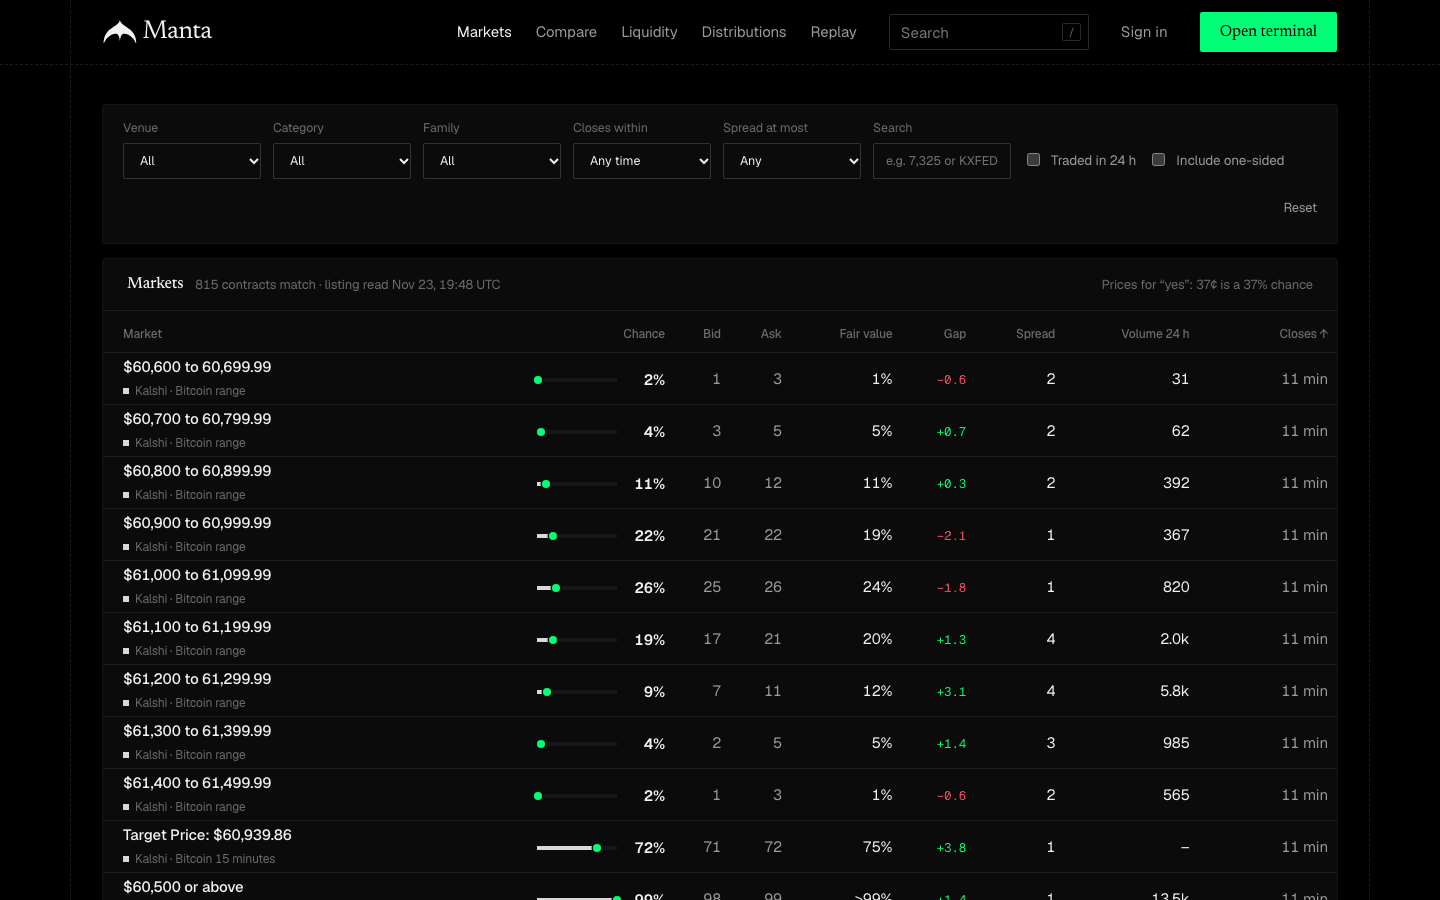 Manta Markets Compare Liquidity Distributions Replay Search / Sign in Open terminal
Venue Category Family Closes within Spread at most Search
All All All Any time Any e.g. 7,325 or KXFED Traded in 24 h Include one-sided
Reset
Markets 815 contracts match · listing read Nov 23, 19:48 UTC Prices for “yes”: 37¢ is a 37% chance
Market Chance Bid Ask Fair value Gap Spread Volume 24 h Closes ↑
$60,600 to 60,699.99
2% 1 3 1% −0.6 2 31 11 min
Kalshi · Bitcoin range
$60,700 to 60,799.99
4% 3 5 5% +0.7 2 62 11 min
Kalshi · Bitcoin range
$60,800 to 60,899.99
11% 10 12 11% +0.3 2 392 11 min
Kalshi · Bitcoin range
$60,900 to 60,999.99
22% 21 22 19% −2.1 1 367 11 min
Kalshi · Bitcoin range
$61,000 to 61,099.99
26% 25 26 24% −1.8 1 820 11 min
Kalshi · Bitcoin range
$61,100 to 61,199.99
19% 17 21 20% +1.3 4 2.0k 11 min
Kalshi · Bitcoin range
$61,200 to 61,299.99
9% 7 11 12% +3.1 4 5.8k 11 min
Kalshi · Bitcoin range
$61,300 to 61,399.99
4% 2 5 5% +1.4 3 985 11 min
Kalshi · Bitcoin range
$61,400 to 61,499.99
2% 1 3 1% −0.6 2 565 11 min
Kalshi · Bitcoin range
Target Price: $60,939.86
72% 71 72 75% +3.8 1 – 11 min
Kalshi · Bitcoin 15 minutes
$60,500 or above
99% 98 99 >99% +1.4 1 13.5k 11 min